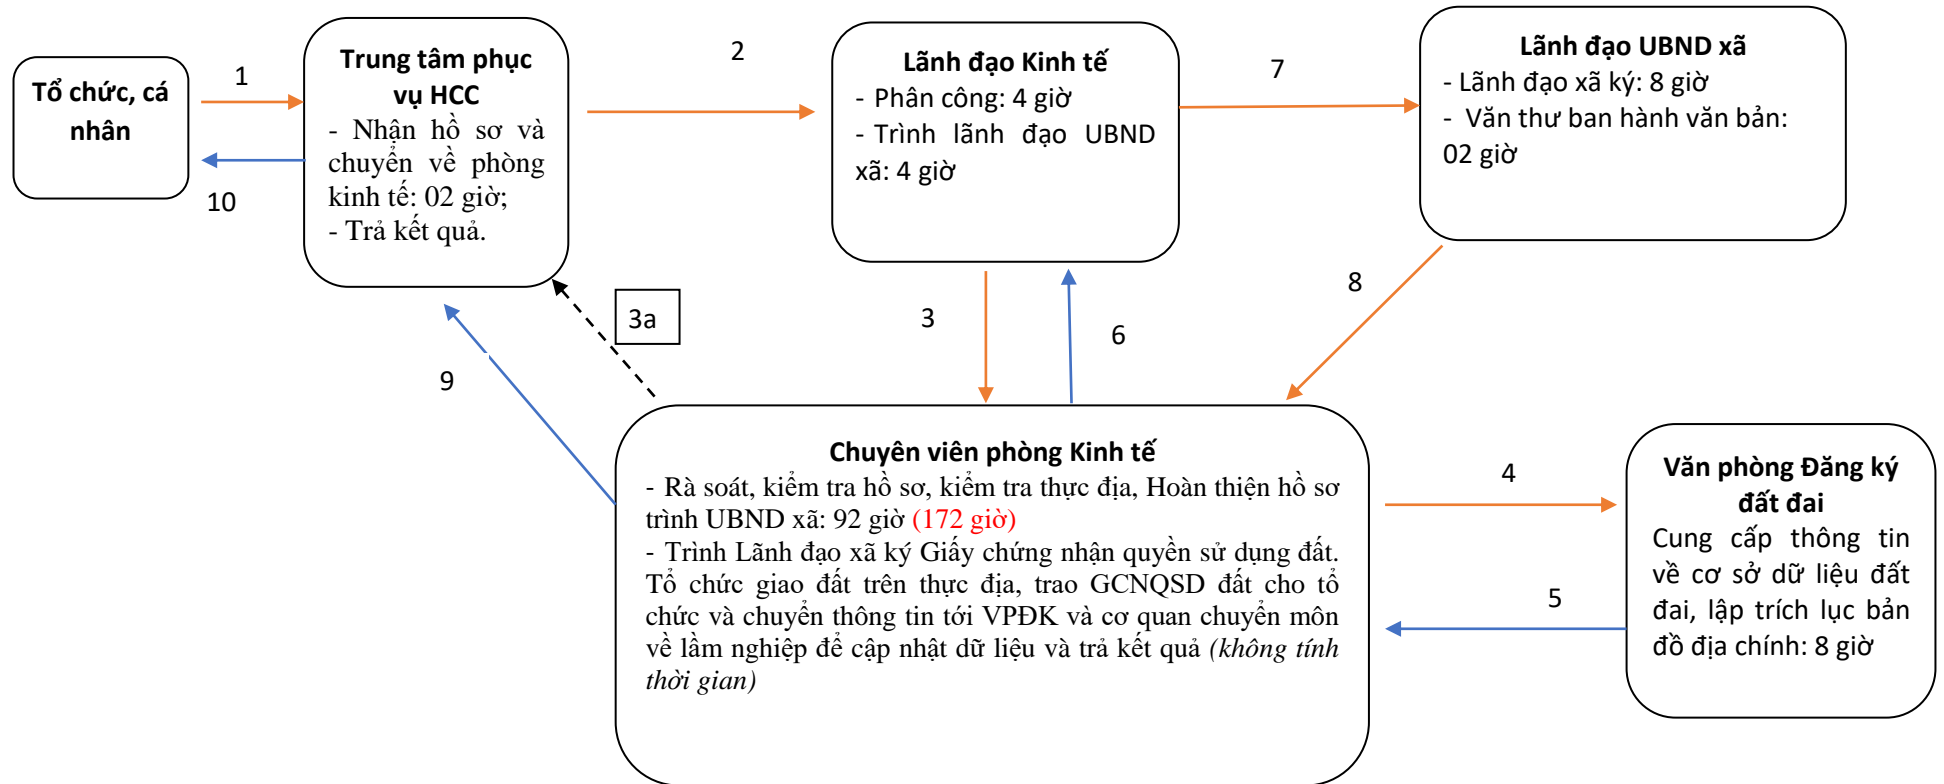 Tổ chức, cá
nhân
1
10
Trung tâm phục
vụ HCC
- Nhận hồ sơ và
chuyển về phòng
kinh tế: 02 giờ;
- Trả kết quả.
2
Lãnh đạo Kinh tế
- Phân công: 4 giờ
- Trình lãnh đạo UBND
xã: 4 giờ
7
Lãnh đạo UBND xã
- Lãnh đạo xã ký: 8 giờ
- Văn thư ban hành văn bản:
02 giờ
3a
3
6
8
9
Chuyên viên phòng Kinh tế
- Rà soát, kiểm tra hồ sơ, kiểm tra thực địa, Hoàn thiện hồ sơ
trình UBND xã: 92 giờ (172 giờ)
- Trình Lãnh đạo xã ký Giấy chứng nhận quyền sử dụng đất.
Tổ chức giao đất trên thực địa, trao GCNQSD đất cho tổ
chức và chuyển thông tin tới VPĐK và cơ quan chuyển môn
về lầm nghiệp để cập nhật dữ liệu và trả kết quả (không tính
thời gian)
4
5
Văn phòng Đăng ký
đất đai
Cung cấp thông tin
về cơ sở dữ liệu đất
đai, lập trích lục bản
đồ địa chính: 8 giờ